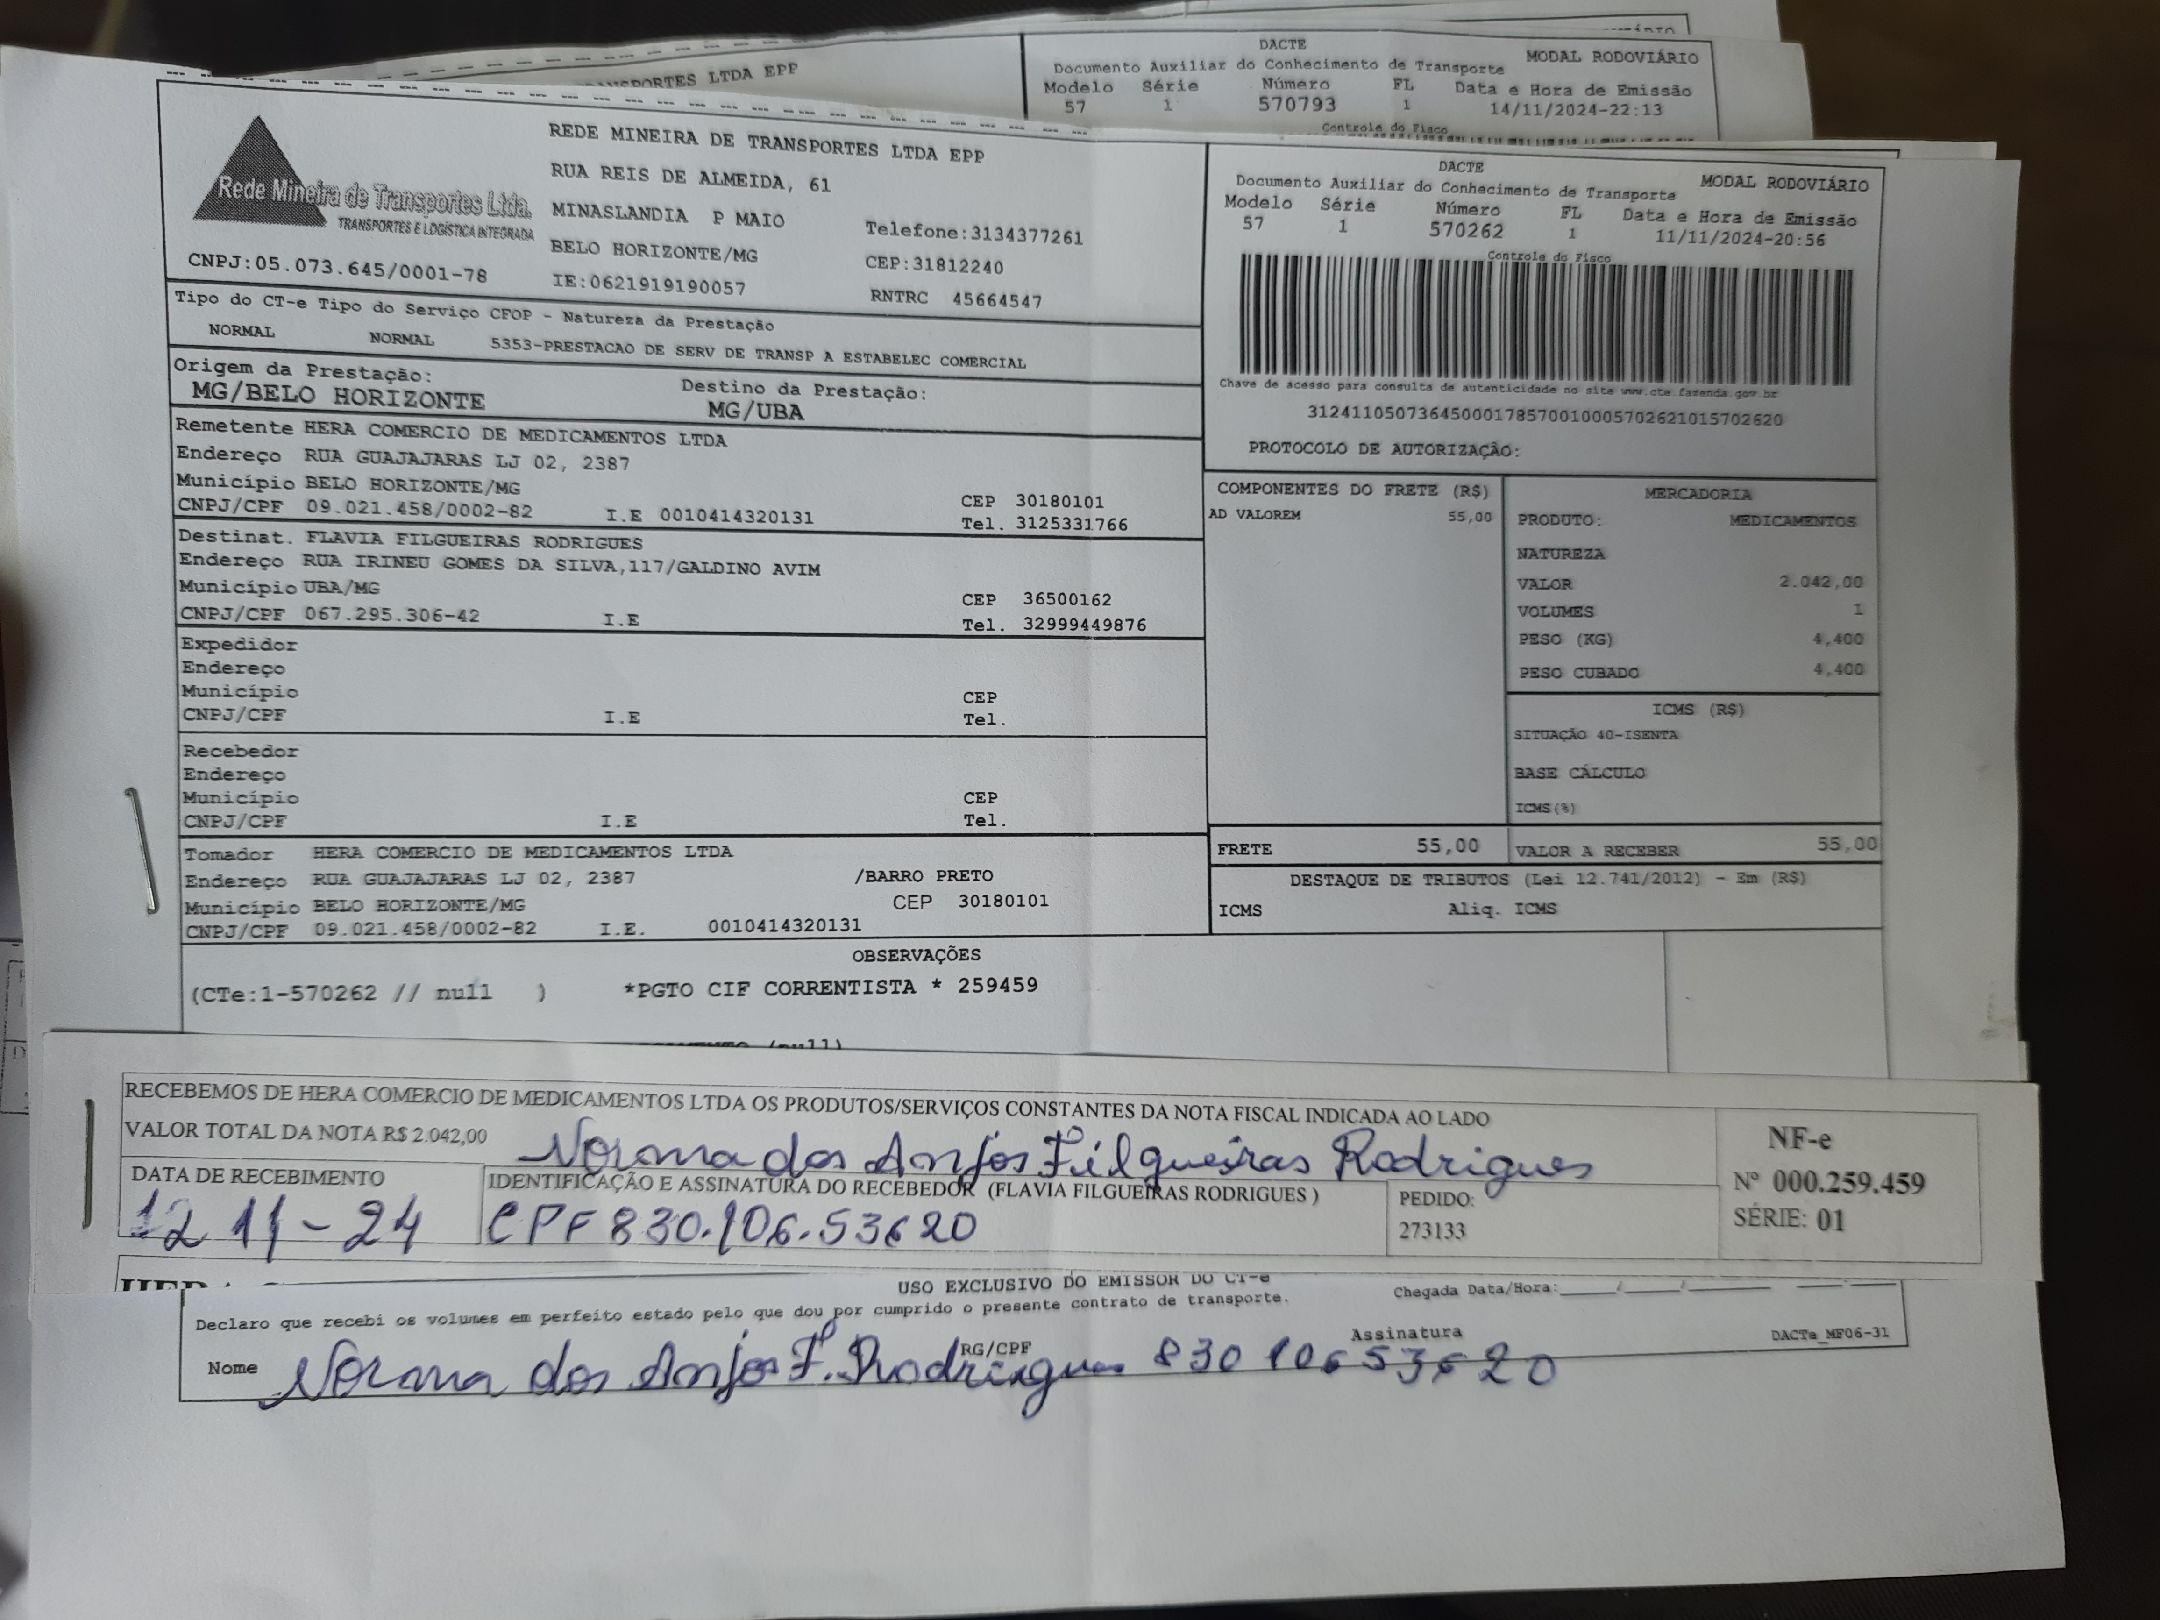 TRANSPORTES LTDA EPP
DACTE
Documento Auxiliar do Conhecimento de Transporte MODAL RODOVIÁRIO
Modelo Série Número FL Data e Hora de Emissão
57 1 570793 1 14/11/2024-22:13
Controle do Fisco
Rede Mineira de Transportes Ltda.
TRANSPORTES E LOGÍSTICA INTEGRADA
CNPJ:05.073.645/0001-78
REDE MINEIRA DE TRANSPORTES LTDA EPP
RUA REIS DE ALMEIDA, 61
MINASLANDIA P MAIO Telefone:3134377261
BELO HORIZONTE/MG CEP:31812240
IE:0621919190057 RNTRC 45664547
DACTE
Documento Auxiliar do Conhecimento de Transporte MODAL RODOVIÁRIO
Modelo Série Número FL Data e Hora de Emissão
57 1 570262 1 11/11/2024-20:56
Controle do Fisco
Chave de acesso para consulta de autenticidade no site www.cte.fazenda.gov.br
31241105073645000178570010005702621015702620
PROTOCOLO DE AUTORIZAÇÃO:
Tipo do CT-e Tipo do Serviço CFOP - Natureza da Prestação
NORMAL NORMAL 5353-PRESTACAO DE SERV DE TRANSP A ESTABELEC COMERCIAL
Origem da Prestação: Destino da Prestação:
MG/BELO HORIZONTE MG/UBA
Remetente HERA COMERCIO DE MEDICAMENTOS LTDA
Endereço RUA GUAJAJARAS LJ 02, 2387
Município BELO HORIZONTE/MG CEP 30180101
CNPJ/CPF 09.021.458/0002-82 I.E 0010414320131 Tel. 3125331766
Destinat. FLAVIA FILGUEIRAS RODRIGUES
Endereço RUA IRINEU GOMES DA SILVA,117/GALDINO AVIM
Município UBA/MG CEP 36500162
CNPJ/CPF 067.295.306-42 I.E Tel. 32999449876
Expedidor
Endereço
Município CEP
CNPJ/CPF I.E Tel.
Recebedor
Endereço
Município CEP
CNPJ/CPF I.E Tel.
Tomador HERA COMERCIO DE MEDICAMENTOS LTDA
Endereço RUA GUAJAJARAS LJ 02, 2387 /BARRO PRETO
Município BELO HORIZONTE/MG CEP 30180101
CNPJ/CPF 09.021.458/0002-82 I.E. 0010414320131
COMPONENTES DO FRETE (R$)
AD VALOREM 55,00
MERCADORIA
PRODUTO: MEDICAMENTOS
NATUREZA
VALOR 2.042,00
VOLUMES 1
PESO (KG) 4,400
PESO CUBADO 4,400
ICMS (R$)
SITUAÇÃO 40-ISENTA
BASE CÁLCULO
ICMS(%)
FRETE 55,00 VALOR A RECEBER 55,00
DESTAQUE DE TRIBUTOS (Lei 12.741/2012) - Em (R$)
ICMS Aliq. ICMS
OBSERVAÇÕES
(CTe:1-570262 // null ) *PGTO CIF CORRENTISTA * 259459
(null)
RECEBEMOS DE HERA COMERCIO DE MEDICAMENTOS LTDA OS PRODUTOS/SERVIÇOS CONSTANTES DA NOTA FISCAL INDICADA AO LADO
VALOR TOTAL DA NOTA R$ 2.042,00
Norma dos Anjos Filgueiras Rodrigues
DATA DE RECEBIMENTO IDENTIFICAÇÃO E ASSINATURA DO RECEBEDOR (FLAVIA FILGUEIRAS RODRIGUES )
12 11-24 CPF 830.106.536 20
PEDIDO:
273133
NF-e
Nº 000.259.459
SÉRIE: 01
USO EXCLUSIVO DO EMISSOR DO CT-e Chegada Data/Hora:
Declaro que recebi os volumes em perfeito estado pelo que dou por cumprido o presente contrato de transporte.
Nome RG/CPF Assinatura DACTe_MF06-31
Norma dos Anjos F. Rodrigues 830 106 536 20